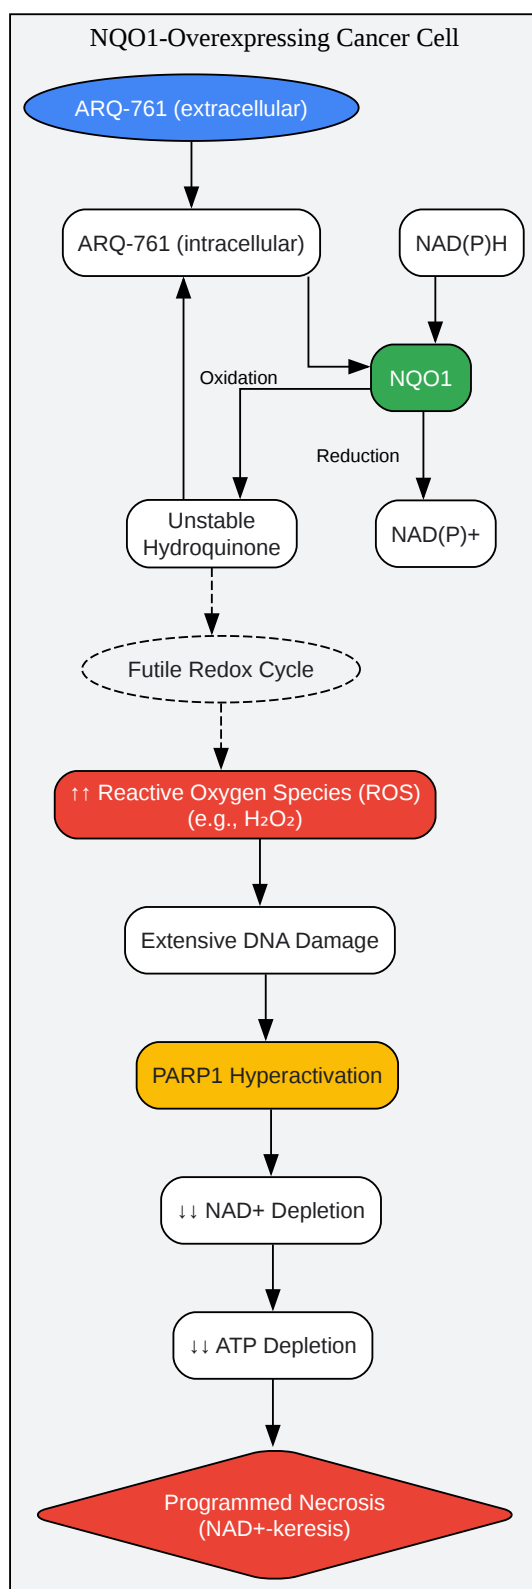 NQO1-Overexpressing Cancer Cell
ARQ-761 (extracellular)
ARQ-761 (intracellular)
NAD(P)H
NQO1
Oxidation
Reduction
Unstable
Hydroquinone
NAD(P)+
Futile Redox Cycle
↑↑ Reactive Oxygen Species (ROS)
(e.g., H₂O₂)
Extensive DNA Damage
PARP1 Hyperactivation
↓↓ NAD+ Depletion
↓↓ ATP Depletion
Programmed Necrosis
(NAD+-keresis)